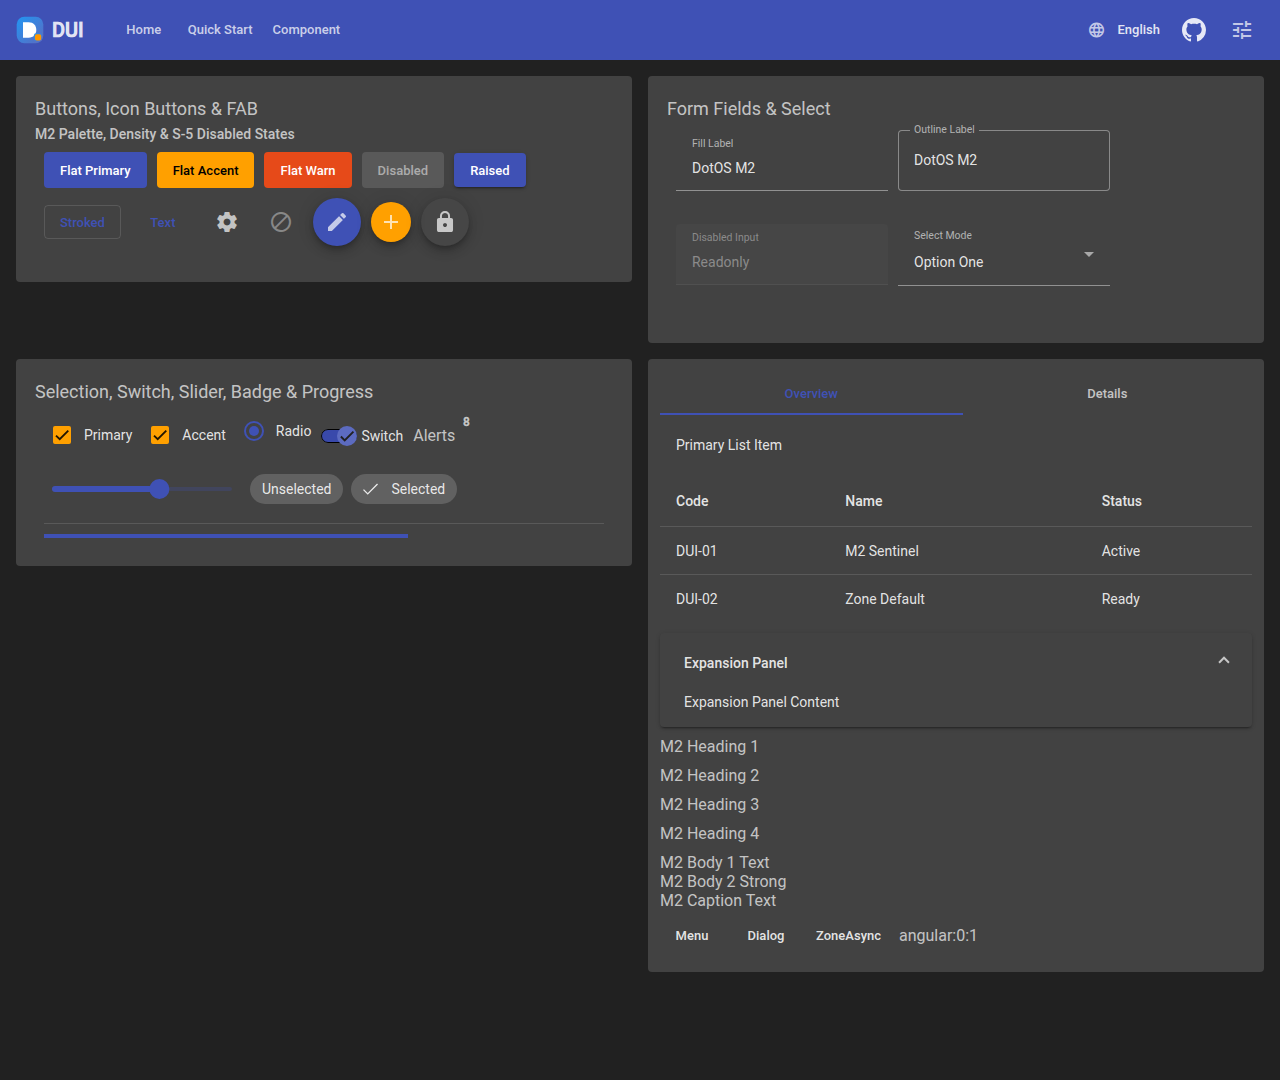 DUI Home Quick Start Component English
Buttons, Icon Buttons & FAB
M2 Palette, Density & S-5 Disabled States
Flat Primary Flat Accent Flat Warn Disabled Raised
Stroked Text
Form Fields & Select
Fill Label
DotOS M2
Outline Label
DotOS M2
Disabled Input
Readonly
Select Mode
Option One
Selection, Switch, Slider, Badge & Progress
Primary Accent Radio Switch Alerts 8
Unselected Selected
Overview Details
Primary List Item
Code Name Status
DUI-01 M2 Sentinel Active
DUI-02 Zone Default Ready
Expansion Panel
Expansion Panel Content
M2 Heading 1
M2 Heading 2
M2 Heading 3
M2 Heading 4
M2 Body 1 Text
M2 Body 2 Strong
M2 Caption Text
Menu Dialog ZoneAsync angular:0:1